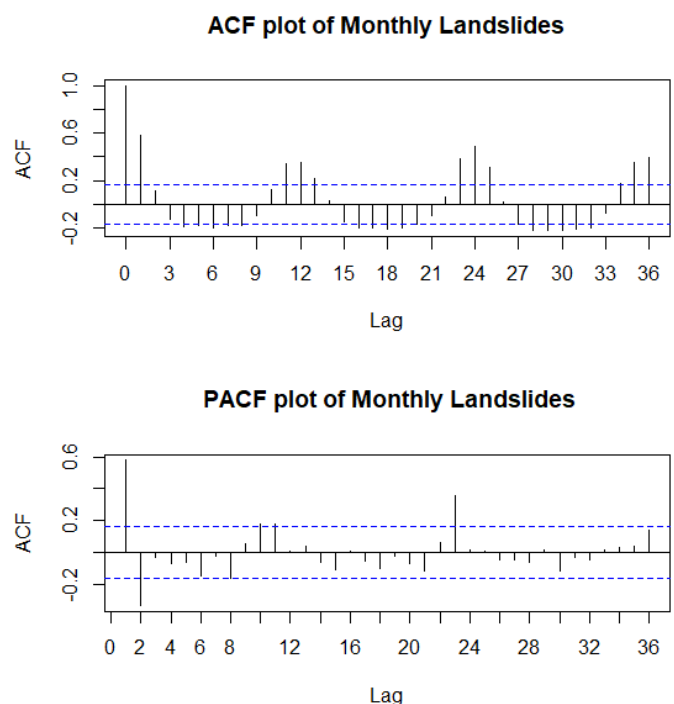 ACF plot of Monthly Landslides
ACF
1.0
0.6
0.2
-0.2
0 3 6 9 12 15 18 21 24 27 30 33 36
Lag
PACF plot of Monthly Landslides
ACF
0.6
0.2
-0.2
0 2 4 6 8 12 16 20 24 28 32 36
Lag